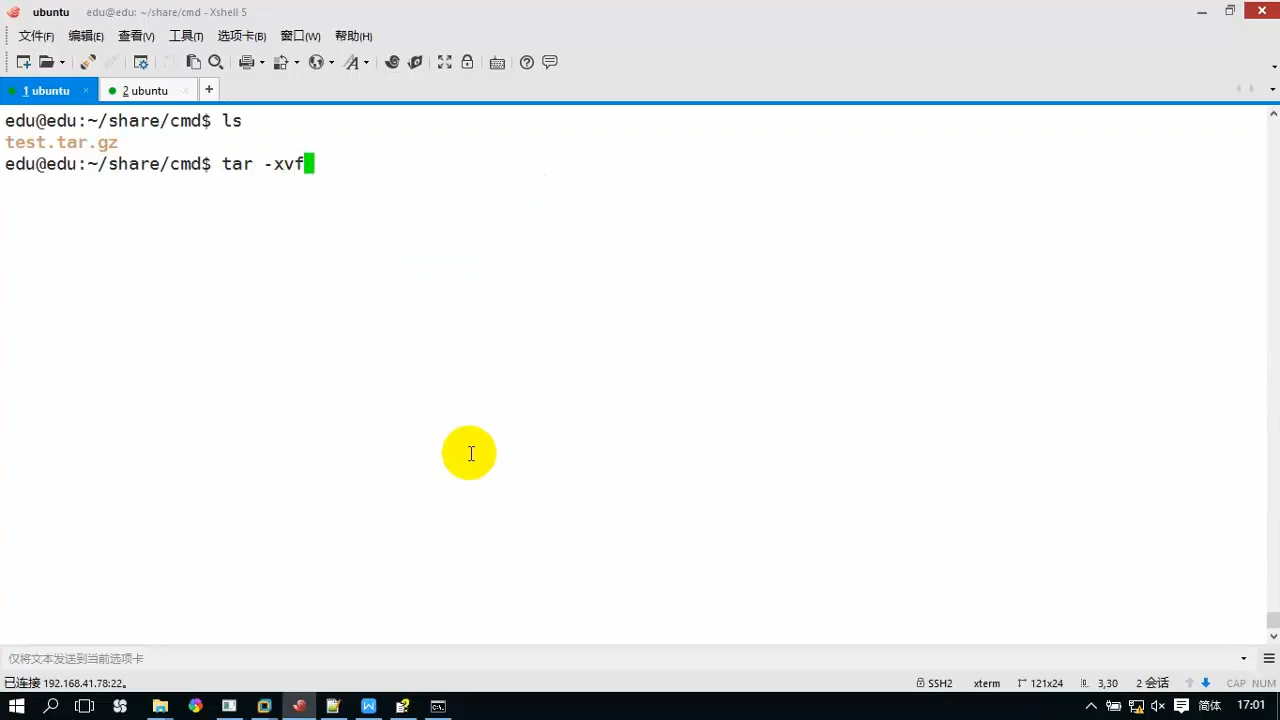 ubuntu edu@edu: ~/share/cmd - Xshell 5
文件(F) 编辑(E) 查看(V) 工具(T) 选项卡(B) 窗口(W) 帮助(H)
1 ubuntu × 2 ubuntu × +
edu@edu:~/share/cmd$ ls
test.tar.gz
edu@edu:~/share/cmd$ tar -xvf
仅将文本发送到当前选项卡
已连接 192.168.41.78:22。 SSH2 xterm 121x24 3,30 2 会话 CAP NUM
简体 17:01